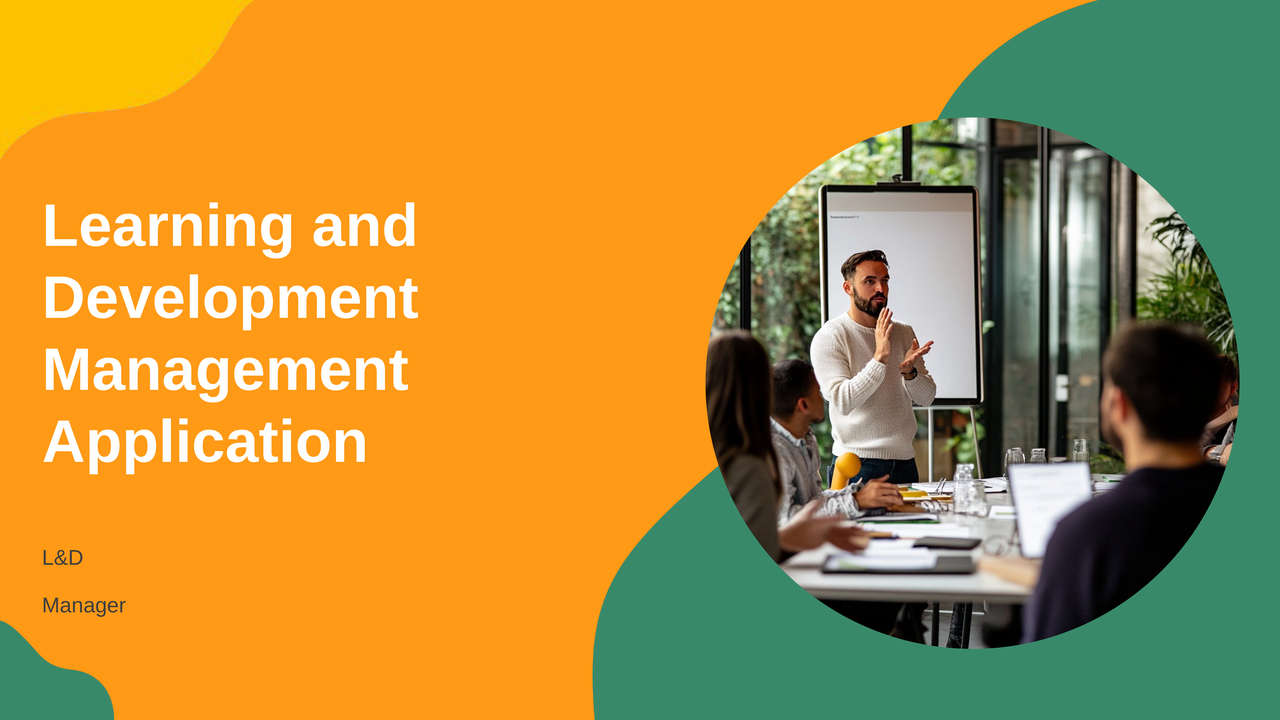 Learning and
Development
Management
Application
L&D
Manager